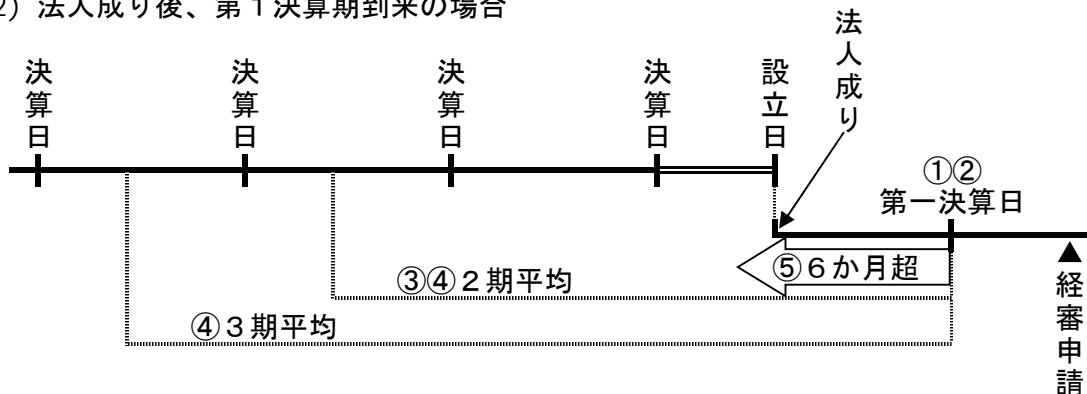 2) 法人成り後、第1決算期到来の場合
決算日
決算日
決算日
決算日
設立日
法人成り
①②
第一決算日
⑤6か月超
③④2期平均
④3期平均
▲経審申請